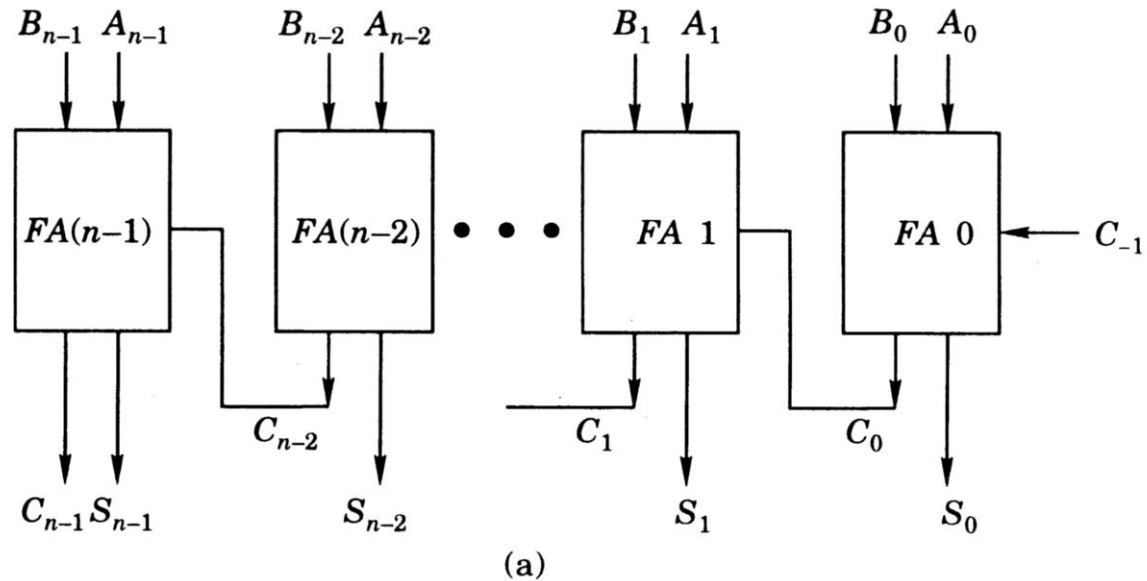 B_{n-1} A_{n-1} B_{n-2} A_{n-2} B_1 A_1 B_0 A_0
FA(n-1) FA(n-2) • • • FA 1 FA 0 C_{-1}
C_{n-2} C_1 C_0
C_{n-1} S_{n-1} S_{n-2} S_1 S_0
(a)